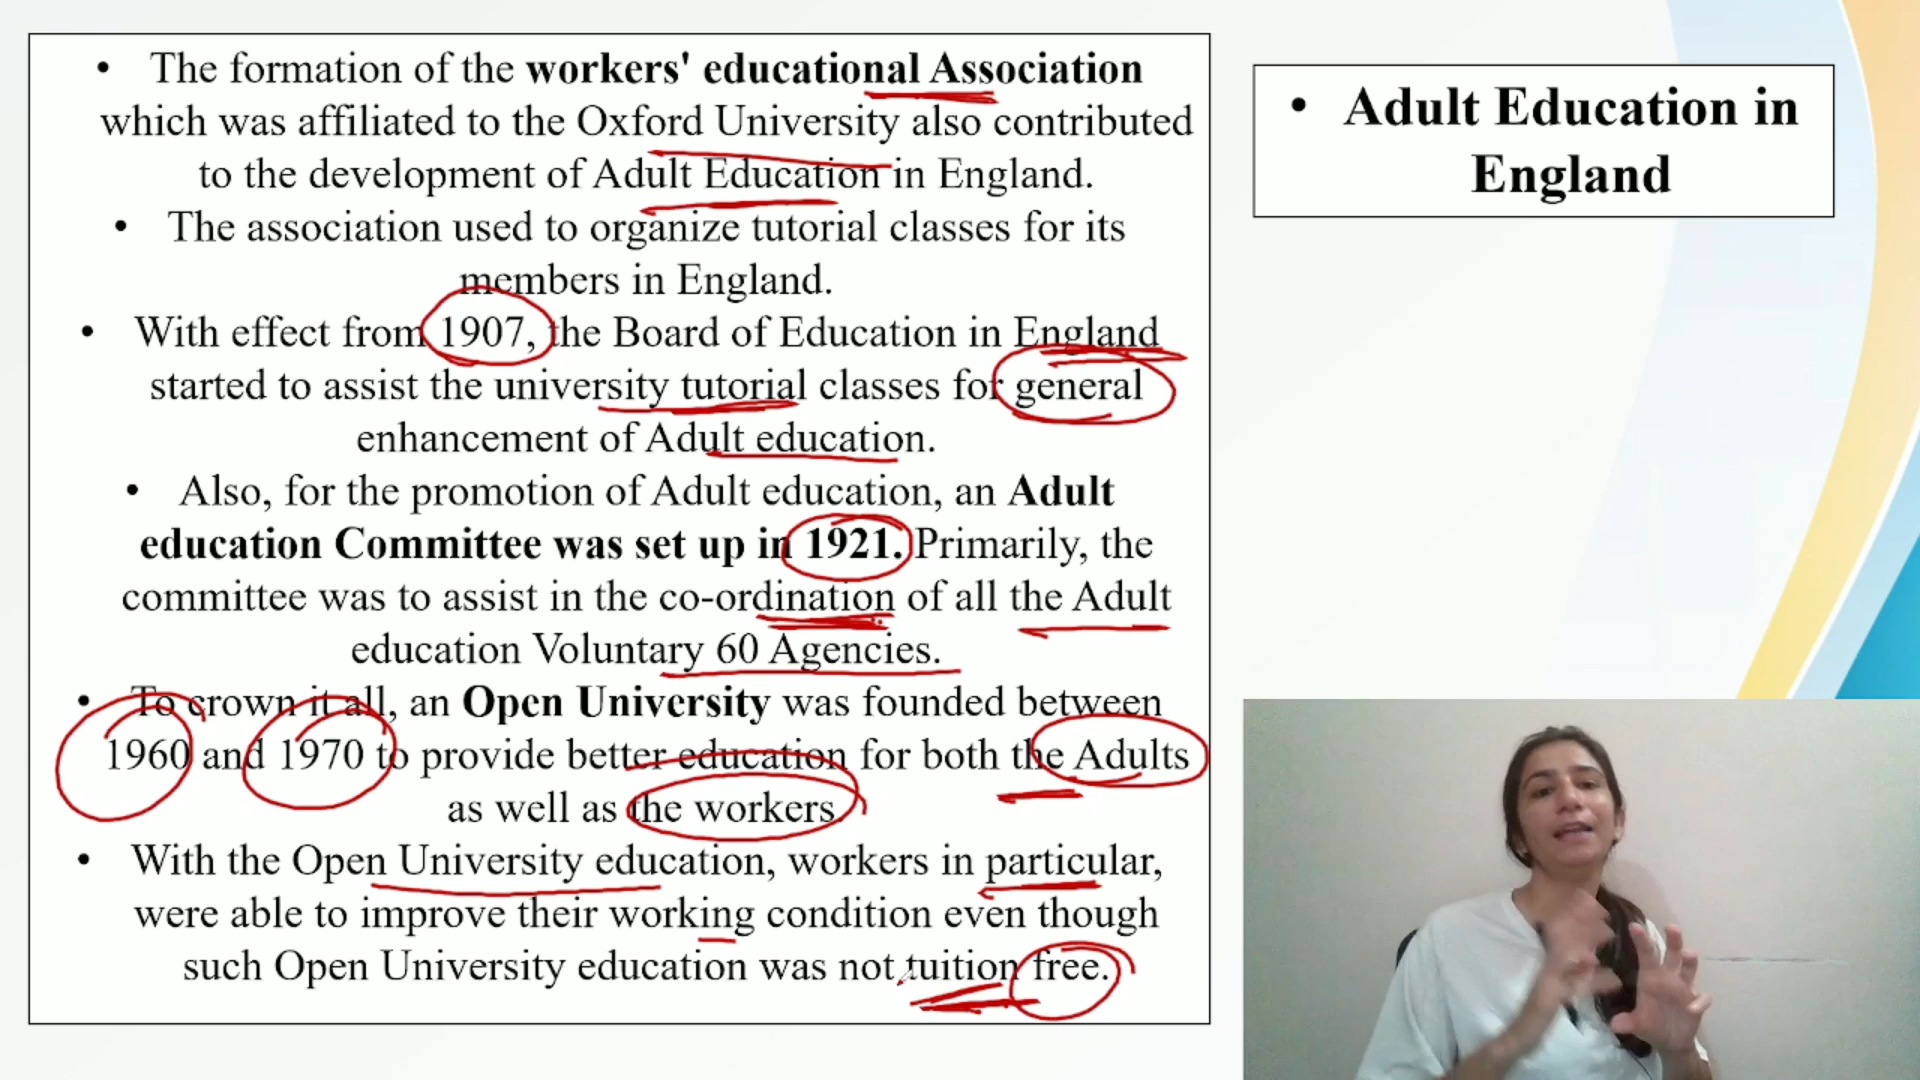 • The formation of the workers' educational Association
which was affiliated to the Oxford University also contributed
to the development of Adult Education in England.
• The association used to organize tutorial classes for its
members in England.
• With effect from 1907, the Board of Education in England
started to assist the university tutorial classes for general
enhancement of Adult education.
• Also, for the promotion of Adult education, an Adult
education Committee was set up in 1921. Primarily, the
committee was to assist in the co-ordination of all the Adult
education Voluntary 60 Agencies.
• To crown it all, an Open University was founded between
1960 and 1970 to provide better education for both the Adults
as well as the workers.
• With the Open University education, workers in particular,
were able to improve their working condition even though
such Open University education was not tuition free.
• Adult Education in
England